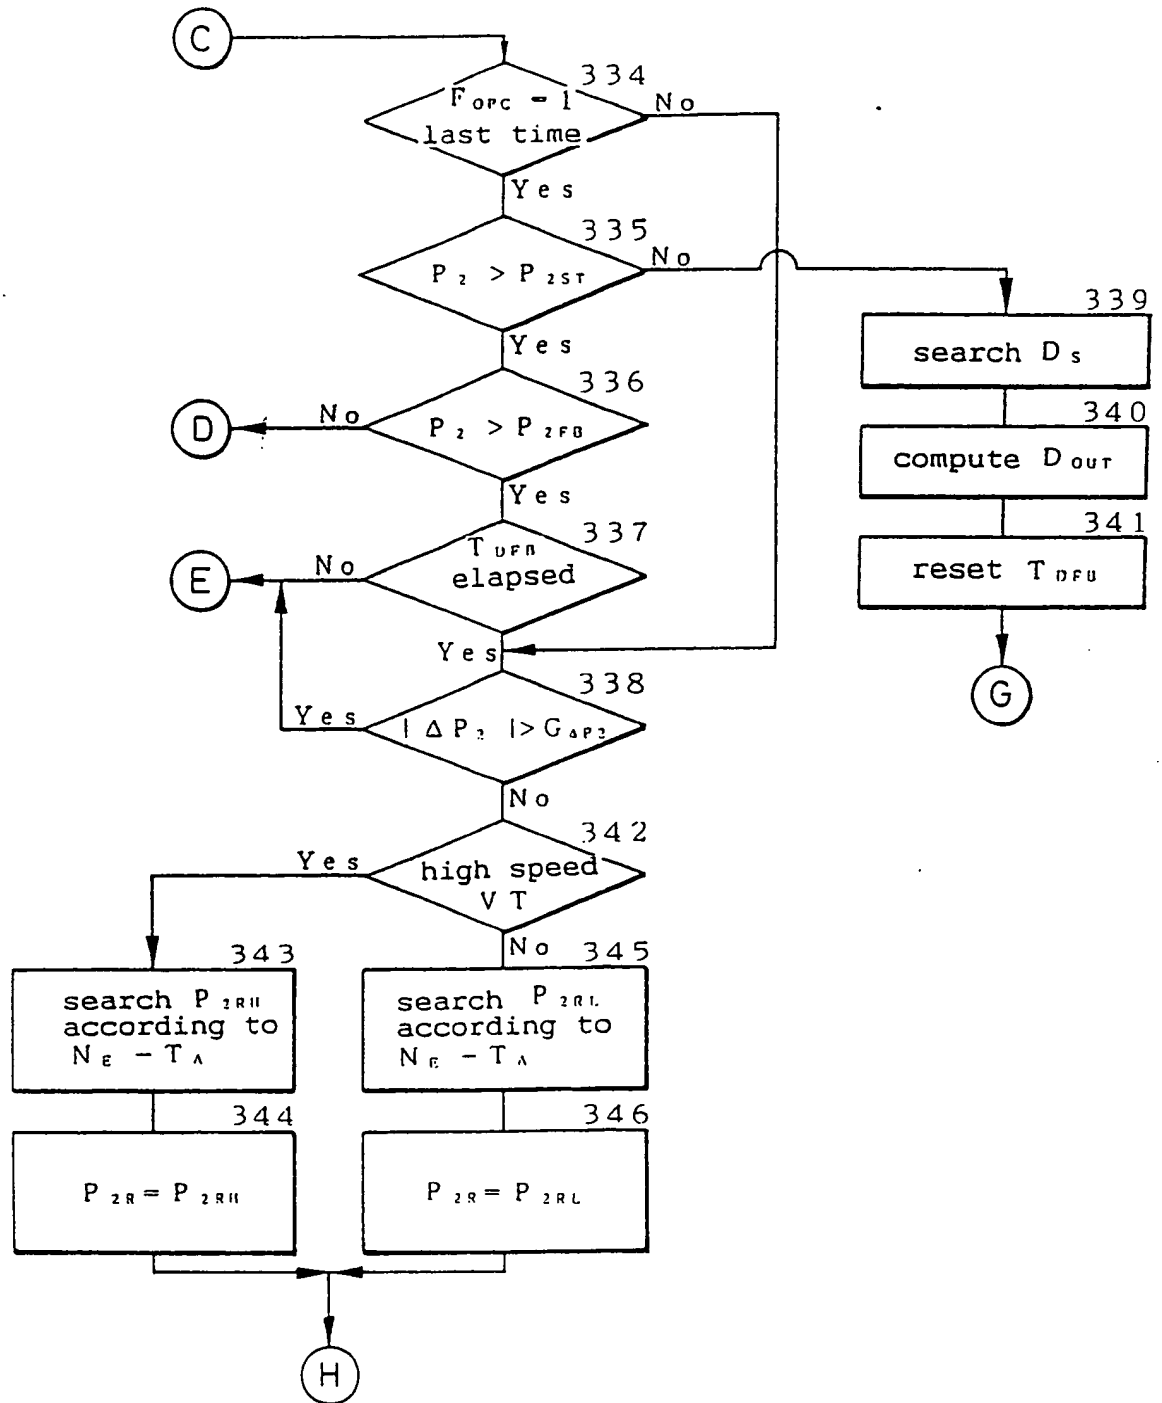 C
334
F OPC - 1
last time
No
Yes
335
P 2 > P 2ST
No
Yes
339
search D S
336
P 2 > P 2FB
No
D
Yes
340
compute D OUT
337
T DFB
elapsed
No
E
Yes
341
reset T DFB
G
338
| Δ P 2 | > G ΔP2
Yes
No
342
high speed
V T
Yes
No
343
search P 2RH
according to
N E - T A
345
search P 2RL
according to
N E - T A
344
P 2R = P 2RH
346
P 2R = P 2RL
H